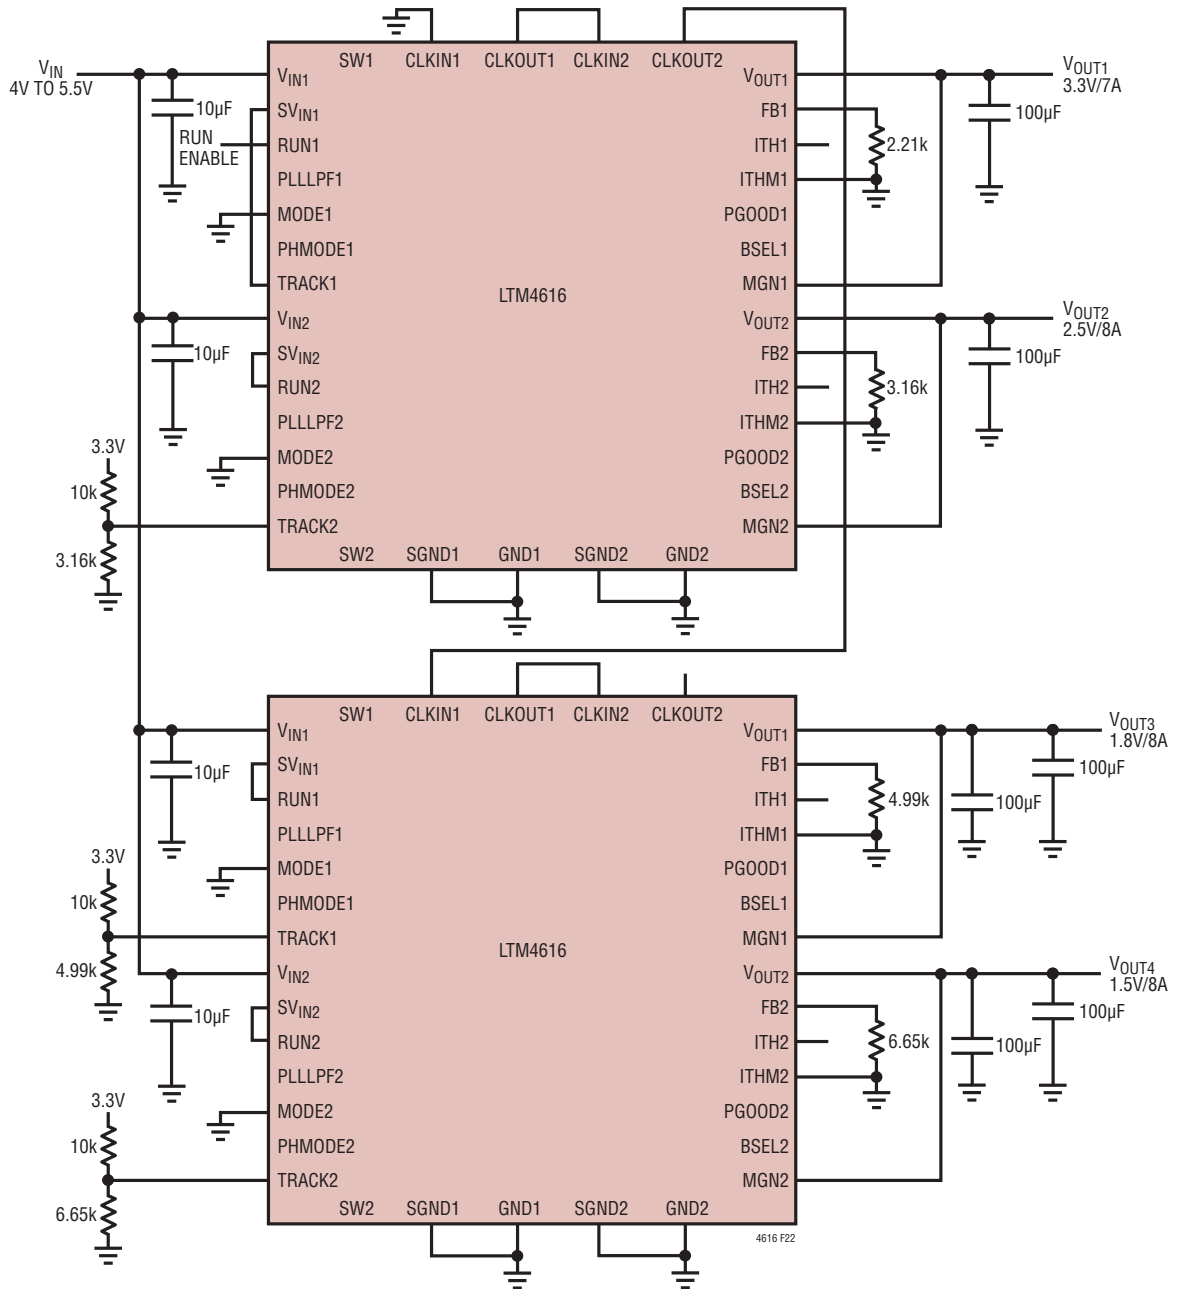 SW1 CLKIN1 CLKOUT1 CLKIN2 CLKOUT2
VIN
4V TO 5.5V
10µF
RUN
ENABLE
VIN1
SVIN1
RUN1
PLLLPF1
MODE1
PHMODE1
TRACK1
VIN2
SVIN2
RUN2
PLLLPF2
MODE2
PHMODE2
TRACK2
10µF
3.3V
10k
3.16k
LTM4616
VOUT1
FB1
ITH1
ITHM1
PGOOD1
BSEL1
MGN1
VOUT2
FB2
ITH2
ITHM2
PGOOD2
BSEL2
MGN2
2.21k
100µF
VOUT1
3.3V/7A
3.16k
100µF
VOUT2
2.5V/8A
SW2 SGND1 GND1 SGND2 GND2
SW1 CLKIN1 CLKOUT1 CLKIN2 CLKOUT2
10µF
3.3V
10k
4.99k
10µF
3.3V
10k
6.65k
VIN1
SVIN1
RUN1
PLLLPF1
MODE1
PHMODE1
TRACK1
VIN2
SVIN2
RUN2
PLLLPF2
MODE2
PHMODE2
TRACK2
LTM4616
VOUT1
FB1
ITH1
ITHM1
PGOOD1
BSEL1
MGN1
VOUT2
FB2
ITH2
ITHM2
PGOOD2
BSEL2
MGN2
4.99k
100µF
100µF
VOUT3
1.8V/8A
6.65k
100µF
100µF
VOUT4
1.5V/8A
SW2 SGND1 GND1 SGND2 GND2
4616 F22